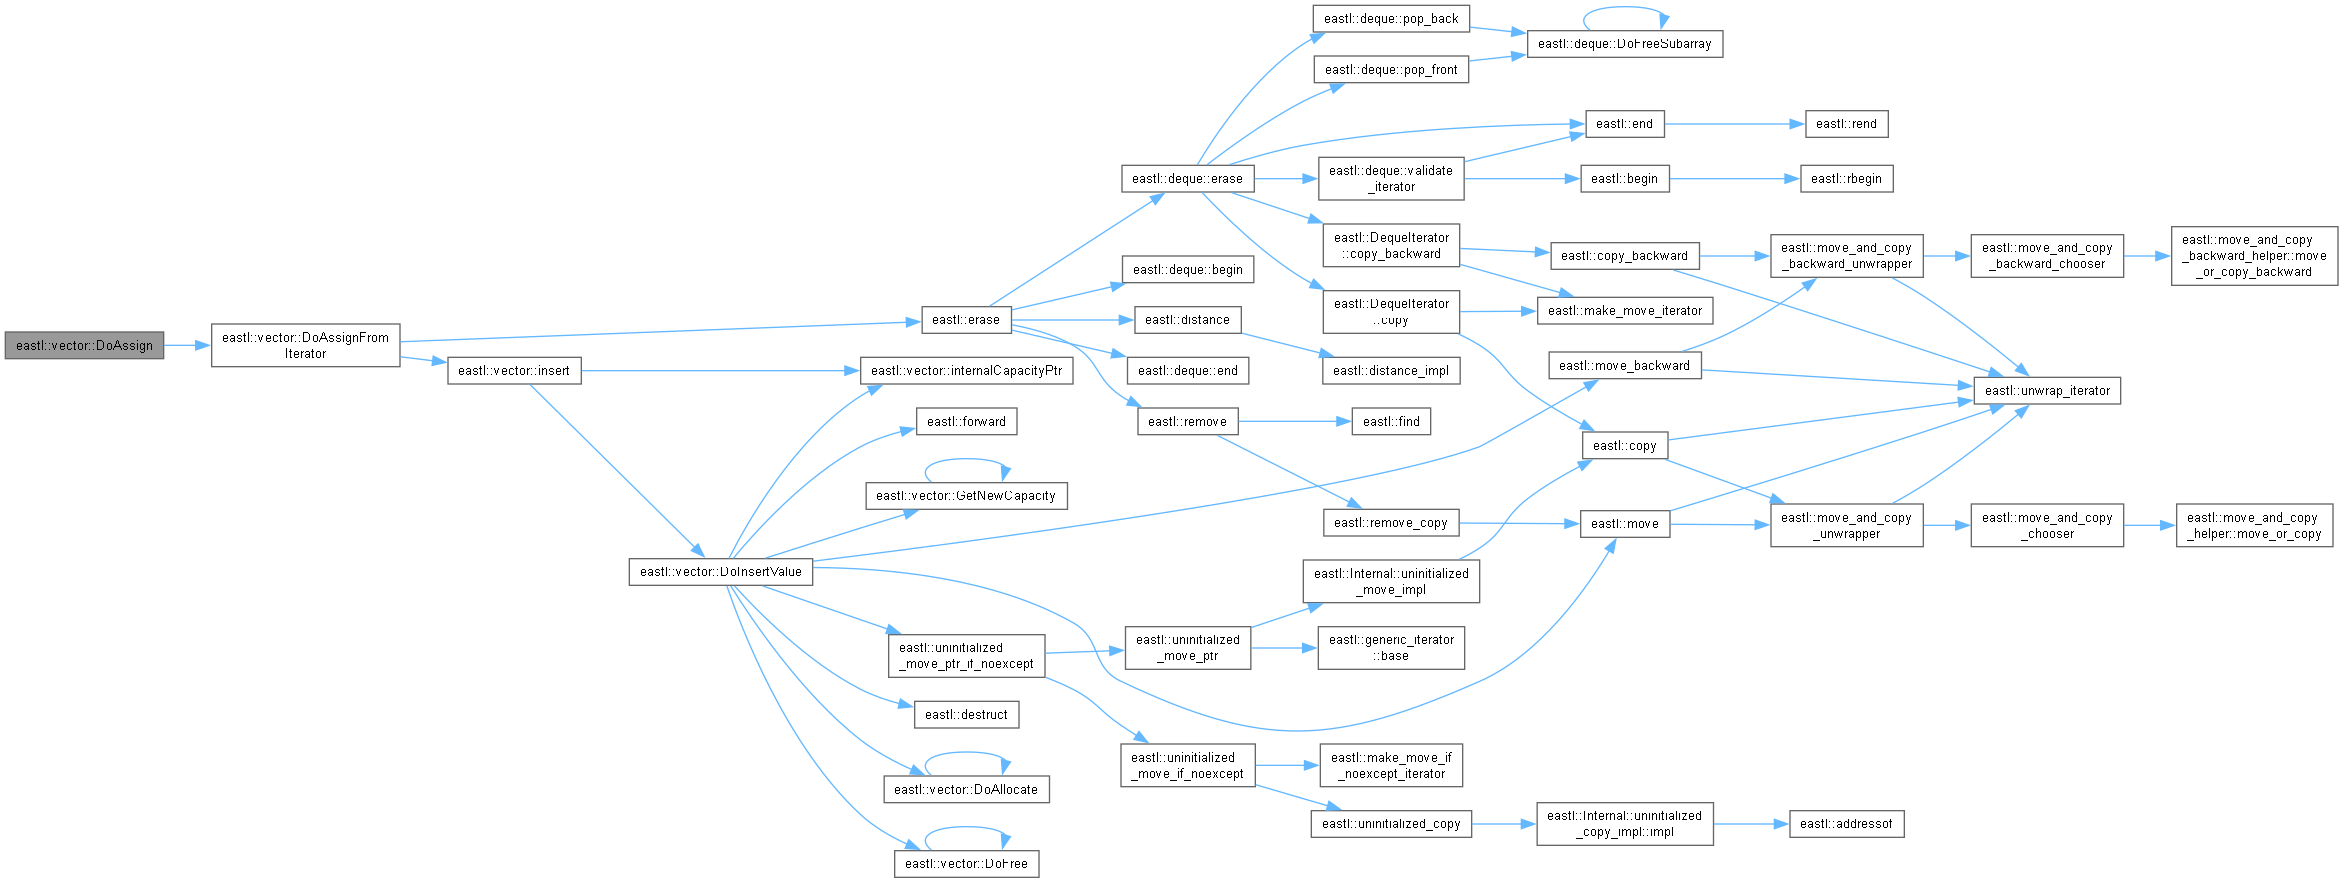 eastl::vector::DoAssign
eastl::vector::DoAssignFrom
Iterator
eastl::erase
eastl::deque::erase
eastl::deque::pop_back
eastl::deque::DoFreeSubarray
eastl::deque::pop_front
eastl::end
eastl::rend
eastl::deque::validate
_iterator
eastl::begin
eastl::rbegin
eastl::DequeIterator
::copy_backward
eastl::copy_backward
eastl::move_and_copy
_backward_unwrapper
eastl::move_and_copy
_backward_chooser
eastl::move_and_copy
_backward_helper::move
_or_copy_backward
eastl::unwrap_iterator
eastl::make_move_iterator
eastl::DequeIterator
::copy
eastl::copy
eastl::move_and_copy
_unwrapper
eastl::move_and_copy
_chooser
eastl::move_and_copy
_helper::move_or_copy
eastl::deque::begin
eastl::distance
eastl::distance_impl
eastl::deque::end
eastl::remove
eastl::find
eastl::remove_copy
eastl::move
eastl::vector::insert
eastl::vector::internalCapacityPtr
eastl::vector::DoInsertValue
eastl::forward
eastl::vector::GetNewCapacity
eastl::move_backward
eastl::uninitialized
_move_ptr_if_noexcept
eastl::uninitialized
_move_ptr
eastl::Internal::uninitialized
_move_impl
eastl::generic_iterator
::base
eastl::uninitialized
_move_if_noexcept
eastl::make_move_if
_noexcept_iterator
eastl::uninitialized_copy
eastl::Internal::uninitialized
_copy_impl::impl
eastl::addressof
eastl::destruct
eastl::vector::DoAllocate
eastl::vector::DoFree